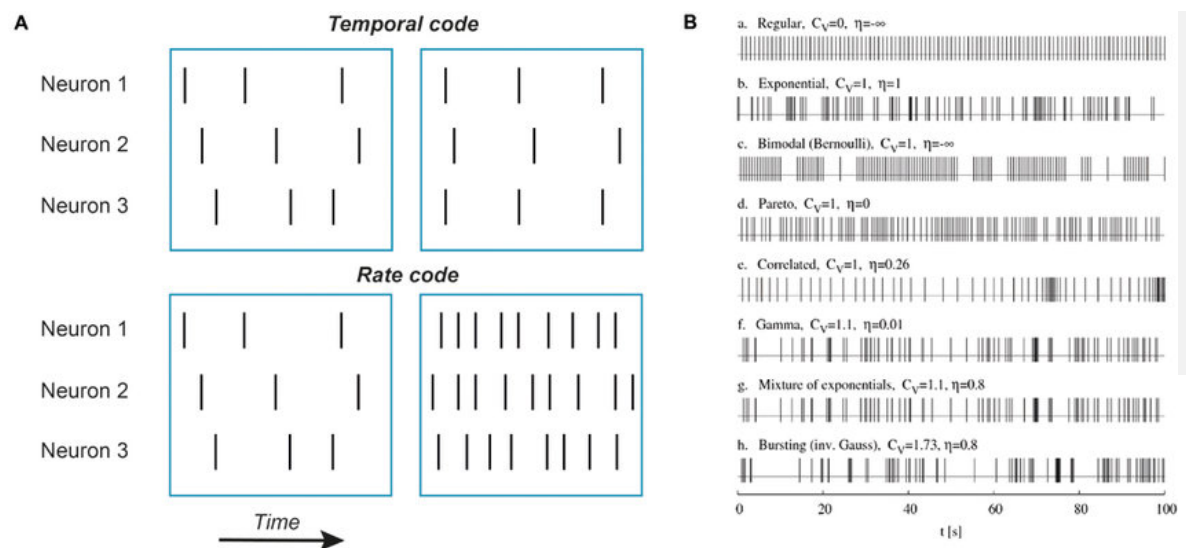 A
Temporal code
Neuron 1
Neuron 2
Neuron 3
Rate code
Neuron 1
Neuron 2
Neuron 3
Time
B
a. Regular, C_V=0, η=-∞
b. Exponential, C_V=1, η=1
c. Bimodal (Bernoulli), C_V=1, η=-∞
d. Pareto, C_V=1, η=0
e. Correlated, C_V=1, η=0.26
f. Gamma, C_V=1.1, η=0.01
g. Mixture of exponentials, C_V=1.1, η=0.8
h. Bursting (inv. Gauss), C_V=1.73, η=0.8
0 20 40 60 80 100
t [s]